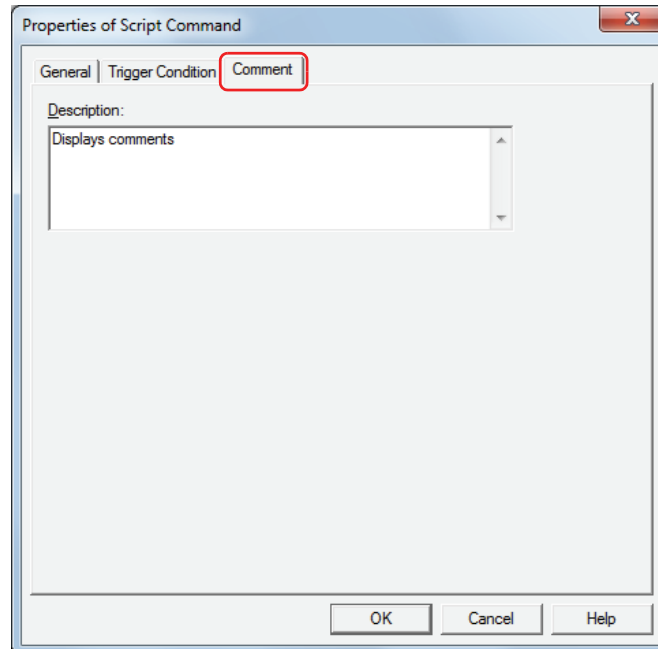 Properties of Script Command
General Trigger Condition Comment
Description:
Displays comments
OK Cancel Help